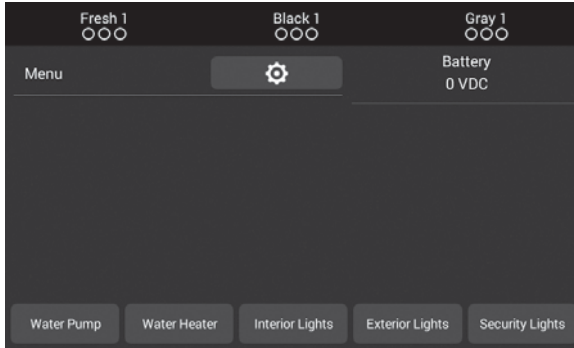 Fresh 1
Black 1
Gray 1
Menu
Battery
0 VDC
Water Pump
Water Heater
Interior Lights
Exterior Lights
Security Lights